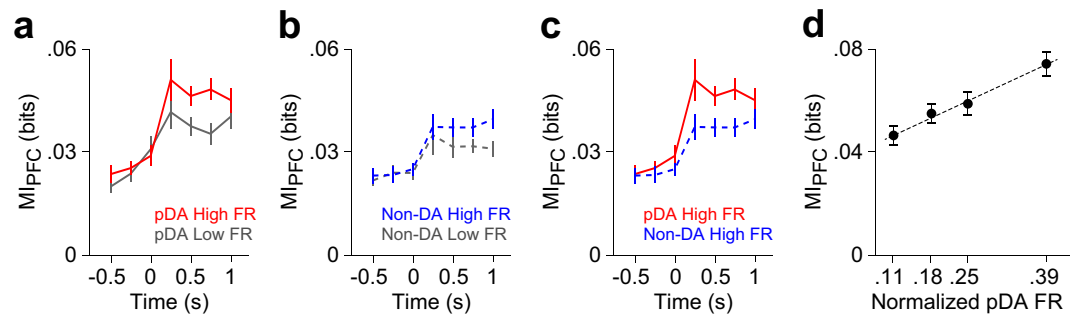 a
.06
.03
0
MIPFC (bits)
pDA High FR
pDA Low FR
-0.5 0 0.5 1
Time (s)
b
.06
.03
0
MIPFC (bits)
Non-DA High FR
Non-DA Low FR
-0.5 0 0.5 1
Time (s)
c
.06
.03
0
MIPFC (bits)
pDA High FR
Non-DA High FR
-0.5 0 0.5 1
Time (s)
d
.08
.04
0
MIPFC (bits)
.11 .18 .25 .39
Normalized pDA FR